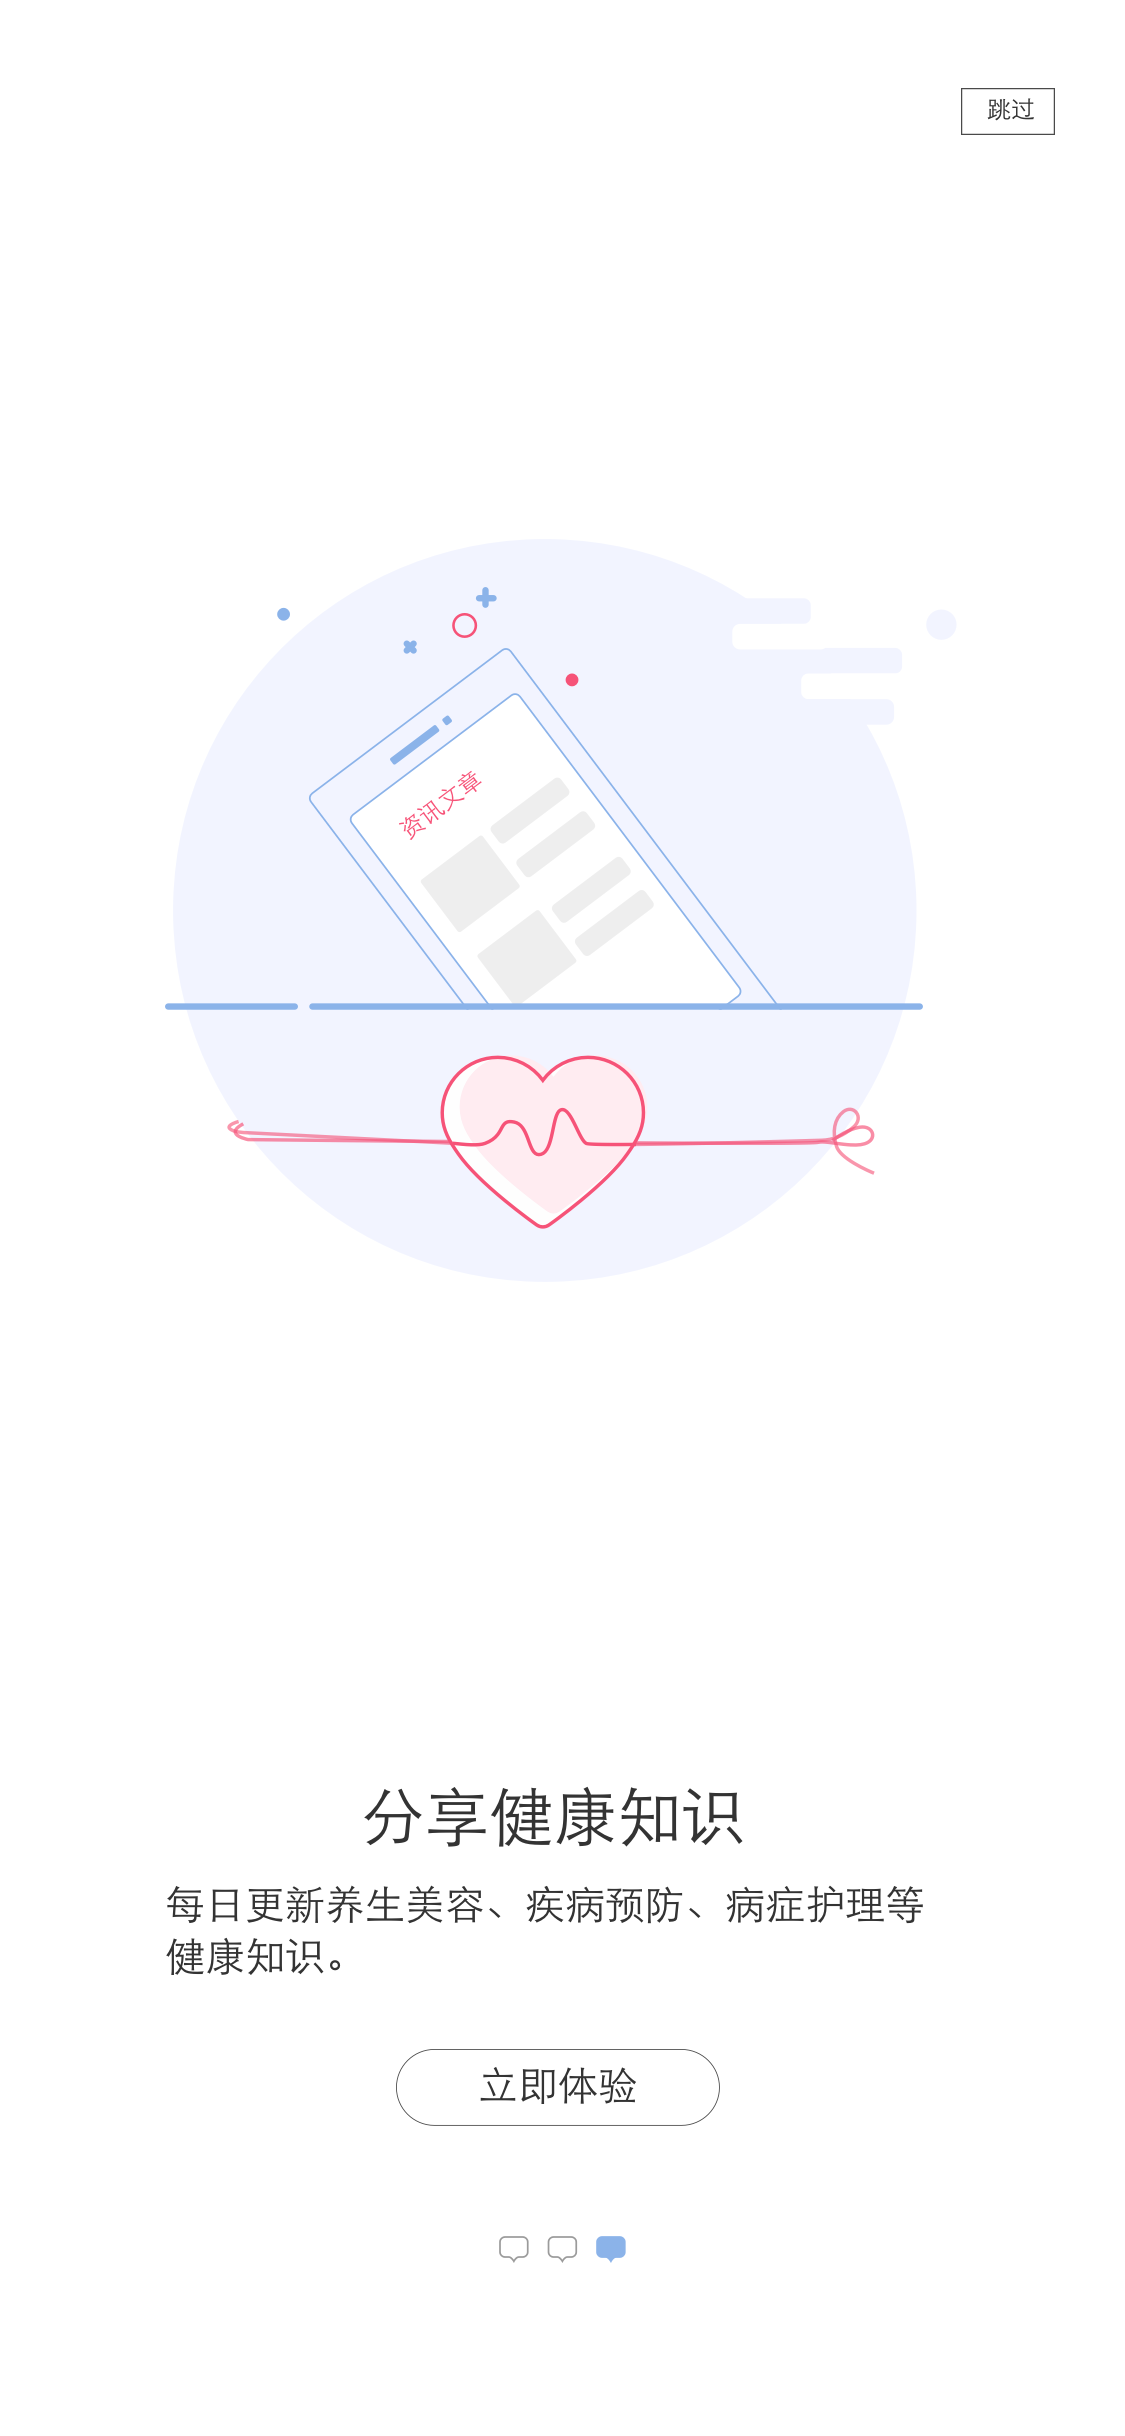 跳过
资讯文章
分享健康知识
每日更新养生美容、疾病预防、病症护理等
健康知识。
立即体验